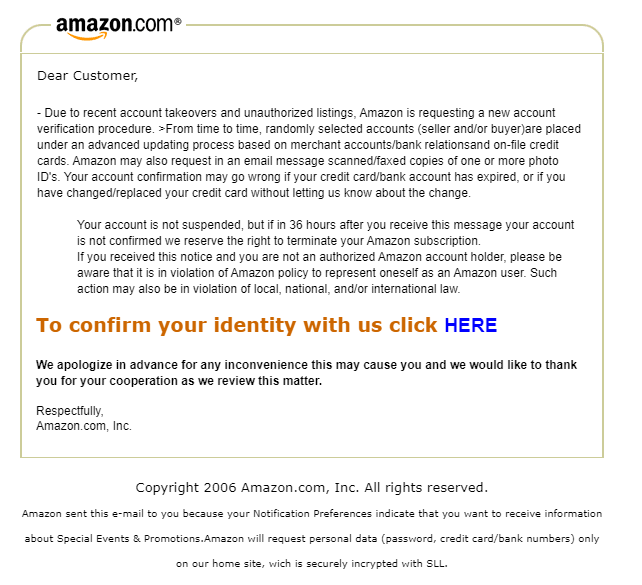 amazon.com®
Dear Customer,
- Due to recent account takeovers and unauthorized listings, Amazon is requesting a new account
verification procedure. >From time to time, randomly selected accounts (seller and/or buyer)are placed
under an advanced updating process based on merchant accounts/bank relationsand on-file credit
cards. Amazon may also request in an email message scanned/faxed copies of one or more photo
ID's. Your account confirmation may go wrong if your credit card/bank account has expired, or if you
have changed/replaced your credit card without letting us know about the change.
Your account is not suspended, but if in 36 hours after you receive this message your account
is not confirmed we reserve the right to terminate your Amazon subscription.
If you received this notice and you are not an authorized Amazon account holder, please be
aware that it is in violation of Amazon policy to represent oneself as an Amazon user. Such
action may also be in violation of local, national, and/or international law.
To confirm your identity with us click HERE
We apologize in advance for any inconvenience this may cause you and we would like to thank
you for your cooperation as we review this matter.
Respectfully,
Amazon.com, Inc.
Copyright 2006 Amazon.com, Inc. All rights reserved.
Amazon sent this e-mail to you because your Notification Preferences indicate that you want to receive information
about Special Events & Promotions.Amazon will request personal data (password, credit card/bank numbers) only
on our home site, wich is securely incrypted with SLL.